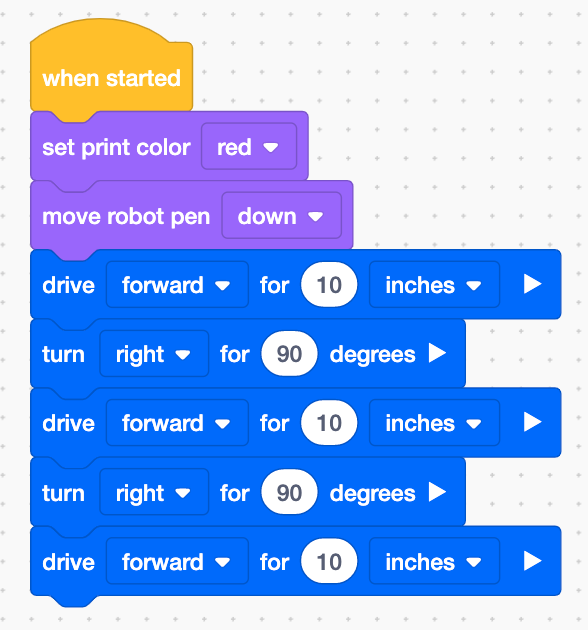 when started
set print color red
move robot pen down
drive forward for 10 inches
turn right for 90 degrees
drive forward for 10 inches
turn right for 90 degrees
drive forward for 10 inches